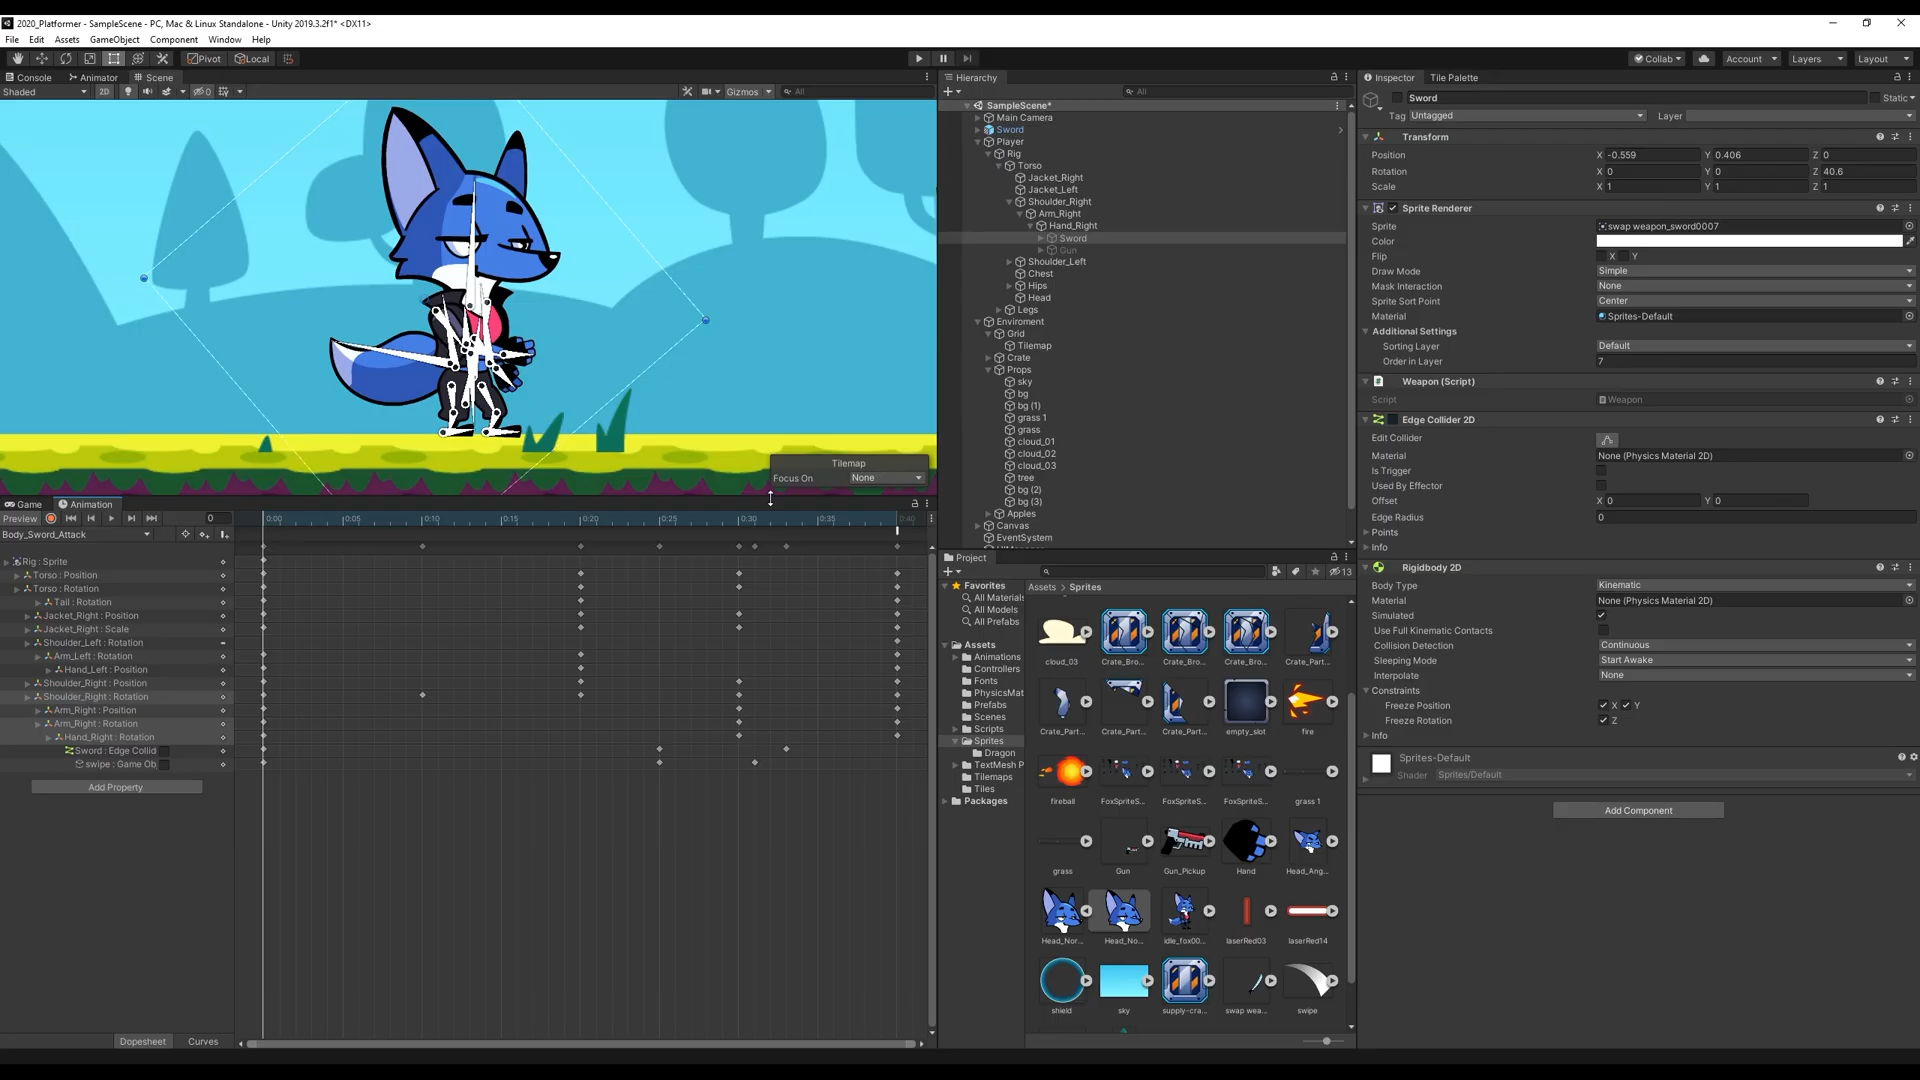 2020_Platformer - SampleScene - PC, Mac & Linux Standalone - Unity 2019.3.2f1* <DX11>
File Edit Assets GameObject Component Window Help
Pivot Local Collab Account Layers Layout
Console Animator Scene
Shaded 2D 0 Gizmos All
Tilemap
Focus On None
Game Animation
Preview 0 0:00 0:05 0:10 0:15 0:20 0:25 0:30 0:35 0:40
Body_Sword_Attack
Rig : Sprite
Torso : Position
Torso : Rotation
Tail : Rotation
Jacket_Right : Position
Jacket_Right : Scale
Shoulder_Left : Rotation
Arm_Left : Rotation
Hand_Left : Position
Shoulder_Right : Position
Shoulder_Right : Rotation
Arm_Right : Position
Arm_Right : Rotation
Hand_Right : Rotation
Sword : Edge Collid
swipe : Game Ob
Add Property
Dopesheet Curves
Hierarchy
All
SampleScene*
Main Camera
Sword
Player
Rig
Torso
Jacket_Right
Jacket_Left
Shoulder_Right
Arm_Right
Hand_Right
Sword
Gun
Shoulder_Left
Chest
Hips
Head
Legs
Enviroment
Grid
Tilemap
Crate
Props
sky
bg
bg (1)
grass 1
grass
cloud_01
cloud_02
cloud_03
tree
bg (2)
bg (3)
Apples
Canvas
EventSystem
Project
13
Favorites
All Materials
All Models
All Prefabs
Assets
Animations
Controllers
Fonts
PhysicsMat
Prefabs
Scenes
Scripts
Sprites
Dragon
TextMesh P
Tilemaps
Tiles
Packages
Assets Sprites
cloud_03 Crate_Bro... Crate_Bro... Crate_Bro... Crate_Part...
Crate_Part... Crate_Part... Crate_Part... empty_slot fire
fireball FoxSpriteS... FoxSpriteS... FoxSpriteS... grass 1
grass Gun Gun_Pickup Hand Head_Ang...
Head_Nor... Head_No... idle_fox00... laserRed03 laserRed14
shield sky supply-cra... swap wea... swipe
Inspector Tile Palette
Sword Static
Tag Untagged Layer
Transform
Position X -0.559 Y 0.406 Z 0
Rotation X 0 Y 0 Z 40.6
Scale X 1 Y 1 Z 1
Sprite Renderer
Sprite swap weapon_sword0007
Color
Flip X Y
Draw Mode Simple
Mask Interaction None
Sprite Sort Point Center
Material Sprites-Default
Additional Settings
Sorting Layer Default
Order in Layer 7
Weapon (Script)
Script Weapon
Edge Collider 2D
Edit Collider
Material None (Physics Material 2D)
Is Trigger
Used By Effector
Offset X 0 Y 0
Edge Radius 0
Points
Info
Rigidbody 2D
Body Type Kinematic
Material None (Physics Material 2D)
Simulated
Use Full Kinematic Contacts
Collision Detection Continuous
Sleeping Mode Start Awake
Interpolate None
Constraints
Freeze Position X Y
Freeze Rotation Z
Info
Sprites-Default
Shader Sprites/Default
Add Component